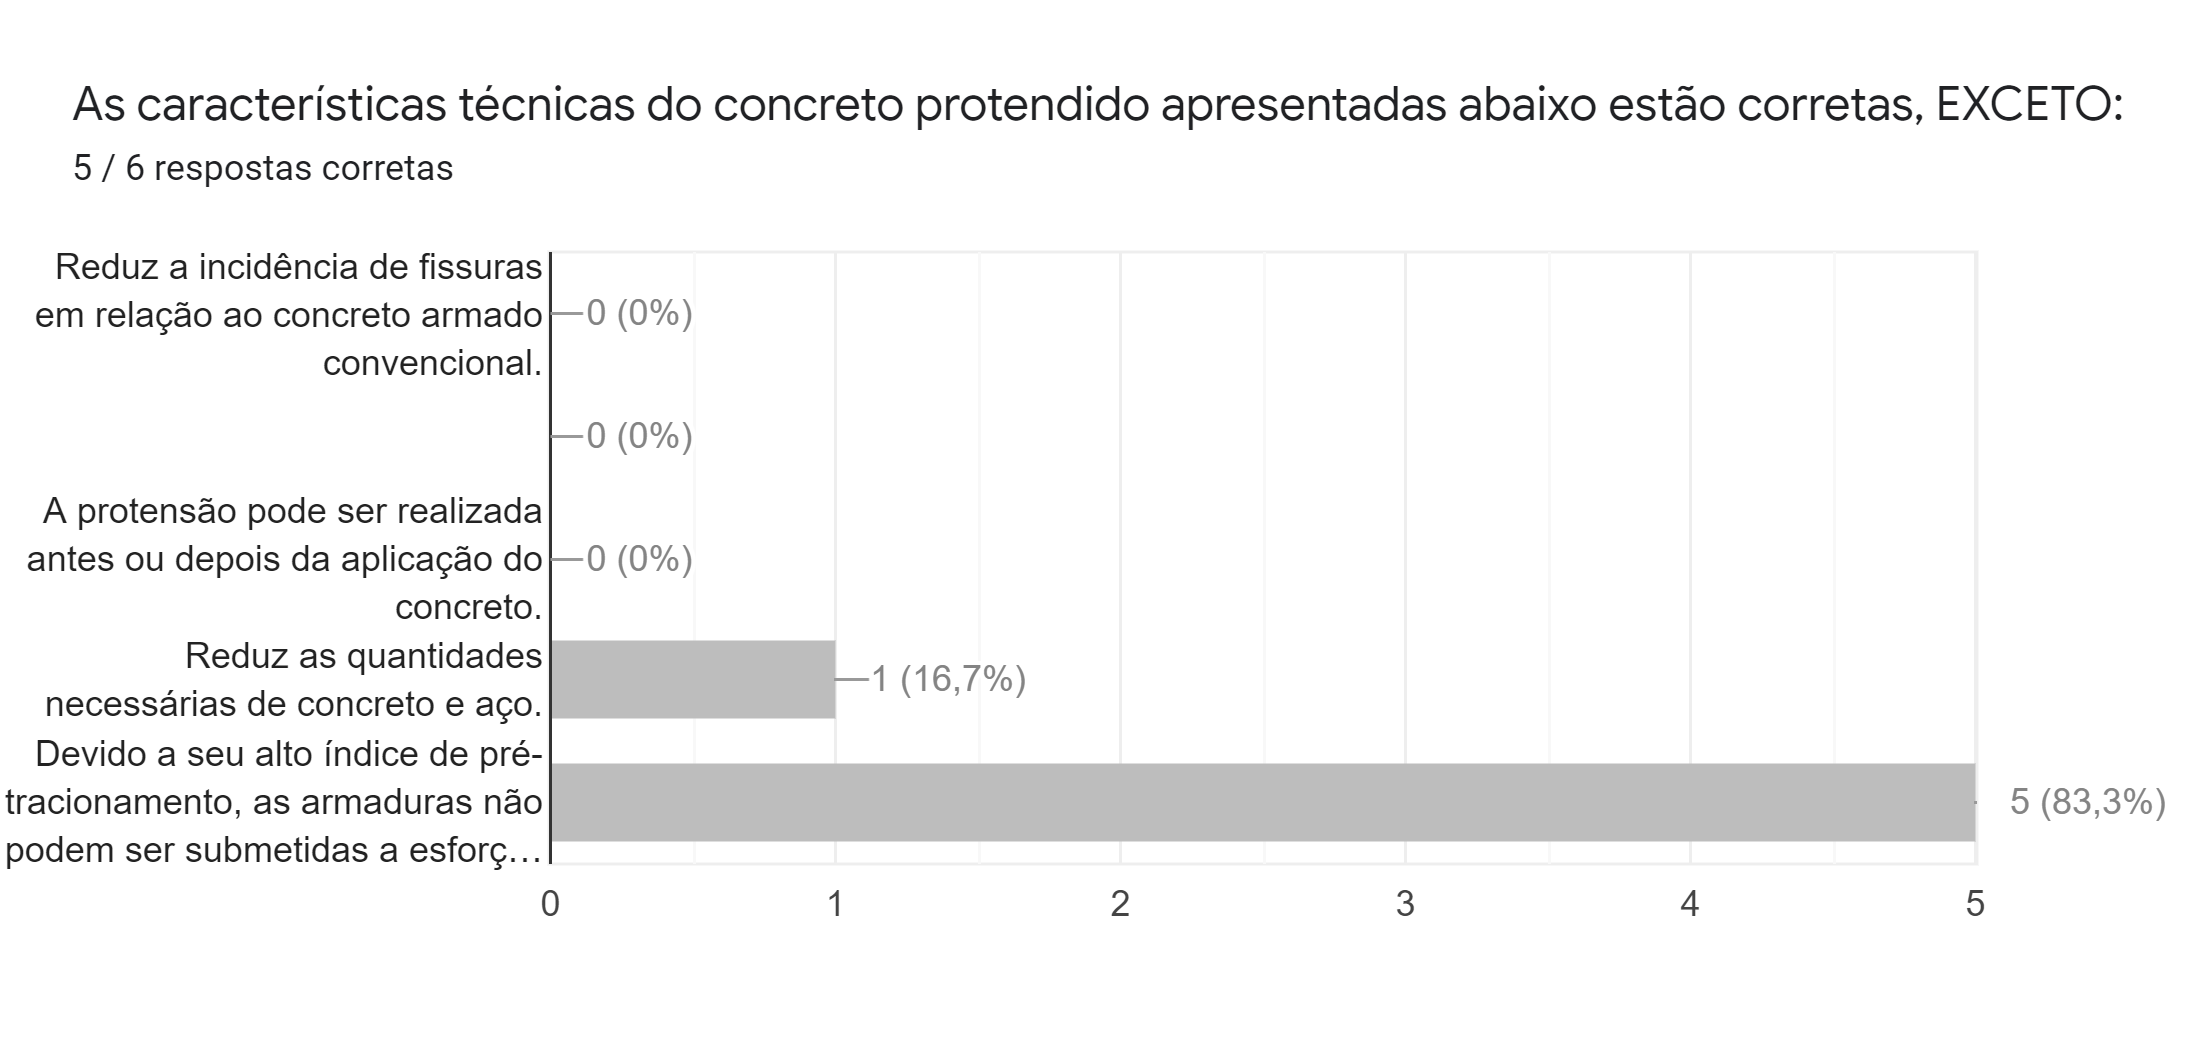 As características técnicas do concreto protendido apresentadas abaixo estão corretas, EXCETO:
5 / 6 respostas corretas
Reduz a incidência de fissuras
em relação ao concreto armado
convencional.
0 (0%)
0 (0%)
A protensão pode ser realizada
antes ou depois da aplicação do
concreto.
0 (0%)
Reduz as quantidades
necessárias de concreto e aço.
1 (16,7%)
Devido a seu alto índice de pré-
tracionamento, as armaduras não
podem ser submetidas a esforç…
5 (83,3%)
0 1 2 3 4 5